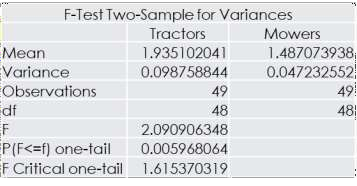 F-Test Two-Sample for Variances
Tractors Mowers
Mean 1.935102041 1.487073938
Variance 0.098758844 0.047232552
Observations 49 49
df 48 48
F 2.090906348
P(F<=f) one-tail 0.005968064
F Critical one-tail 1.615370319